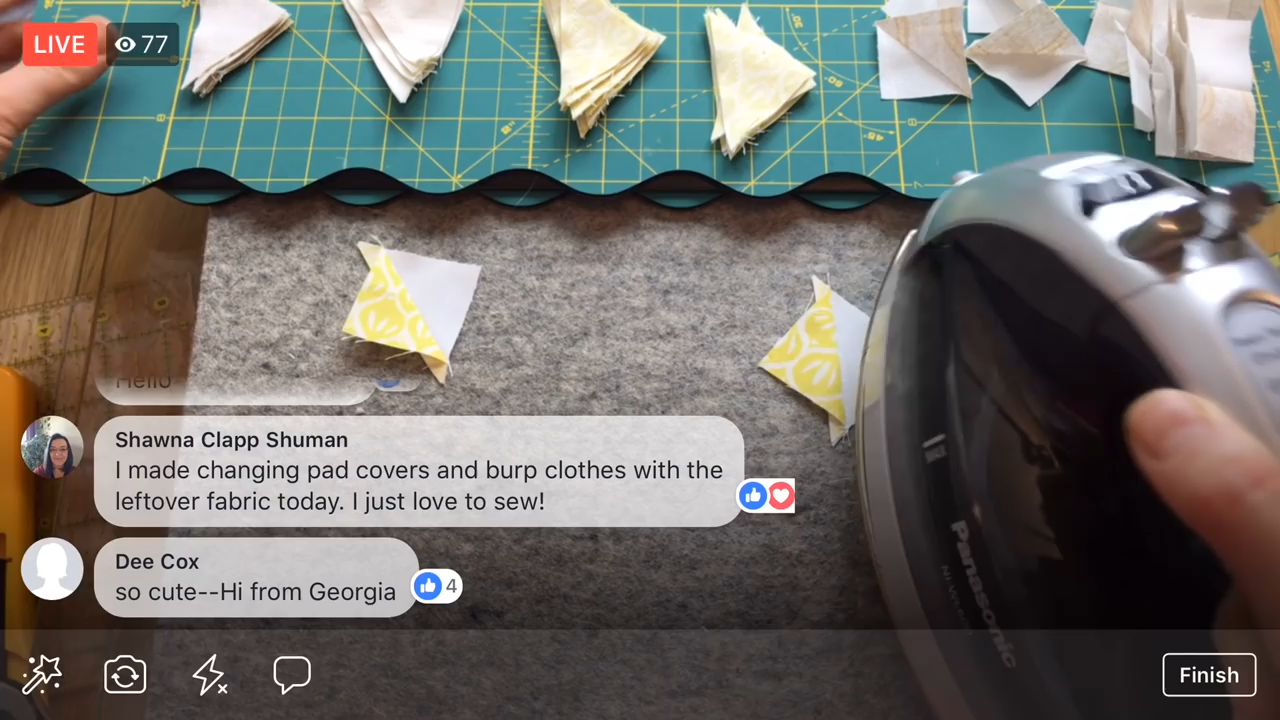 LIVE
77
Hello
Shawna Clapp Shuman
I made changing pad covers and burp clothes with the
leftover fabric today. I just love to sew!
Dee Cox
so cute--Hi from Georgia
4
Panasonic
Finish